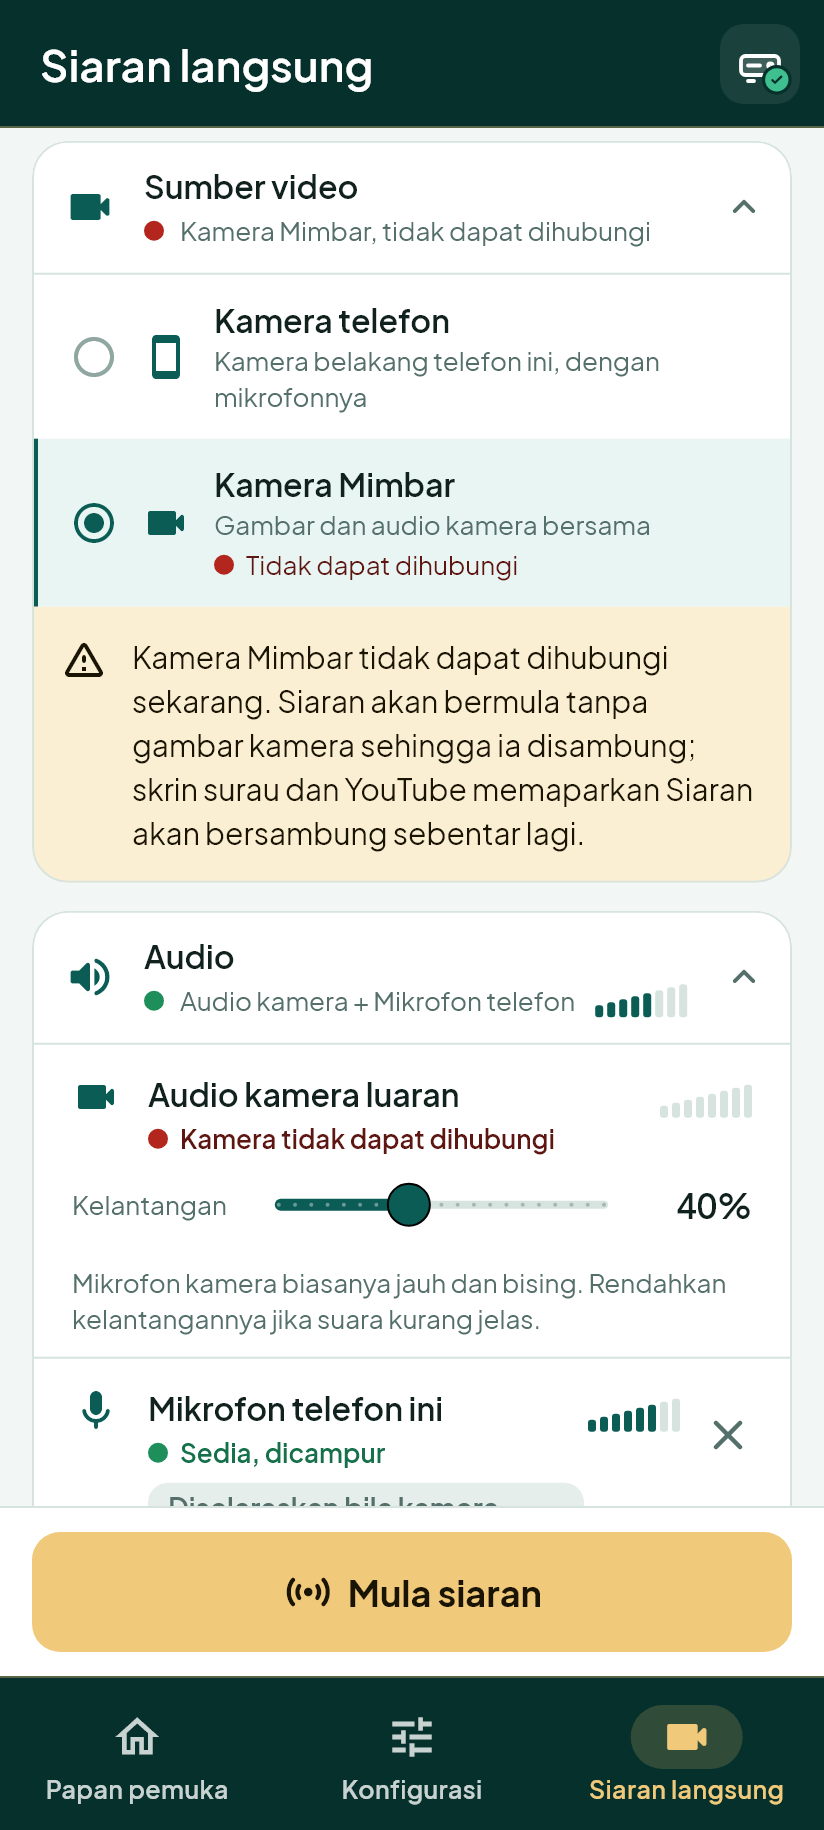 Siaran langsung
Sumber video
Kamera Mimbar, tidak dapat dihubungi
Kamera telefon
Kamera belakang telefon ini, dengan
mikrofonnya
Kamera Mimbar
Gambar dan audio kamera bersama
Tidak dapat dihubungi
Kamera Mimbar tidak dapat dihubungi
sekarang. Siaran akan bermula tanpa
gambar kamera sehingga ia disambung;
skrin surau dan YouTube memaparkan Siaran
akan bersambung sebentar lagi.
Audio
Audio kamera + Mikrofon telefon
Audio kamera luaran
Kamera tidak dapat dihubungi
Kelantangan
40%
Mikrofon kamera biasanya jauh dan bising. Rendahkan
kelantangannya jika suara kurang jelas.
Mikrofon telefon ini
Sedia, dicampur
Diselaraskan bila kamera
Mula siaran
Papan pemuka
Konfigurasi
Siaran langsung